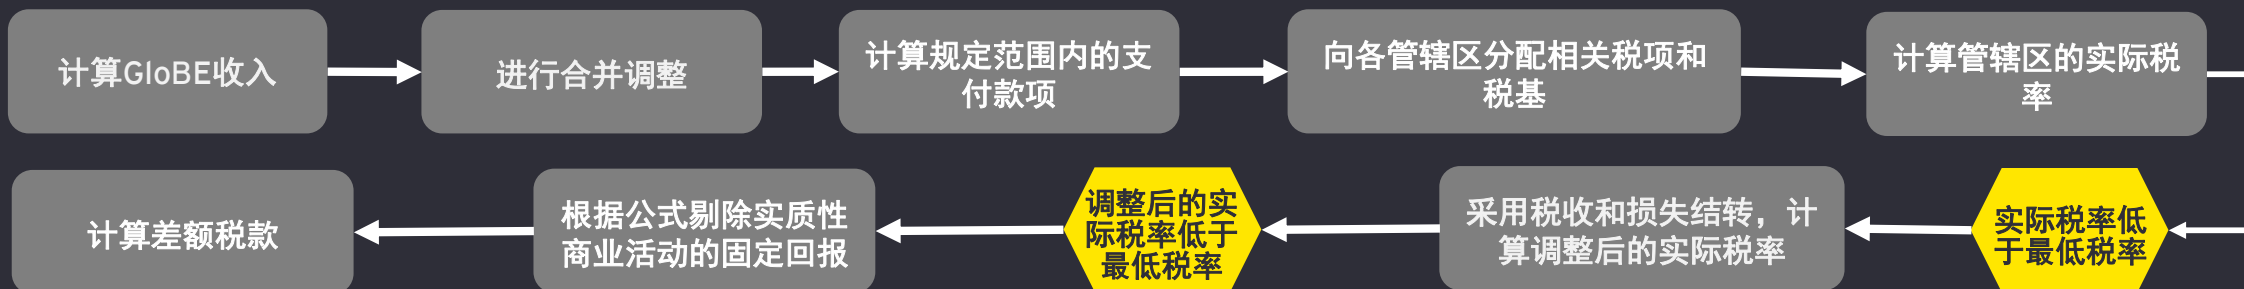 计算GloBE收入
进行合并调整
计算规定范围内的支
付款项
向各管辖区分配相关税项和
税基
计算管辖区的实际税
率
实际税率低
于最低税率
采用税收和损失结转，计
算调整后的实际税率
调整后的实
际税率低于
最低税率
根据公式剔除实质性
商业活动的固定回报
计算差额税款